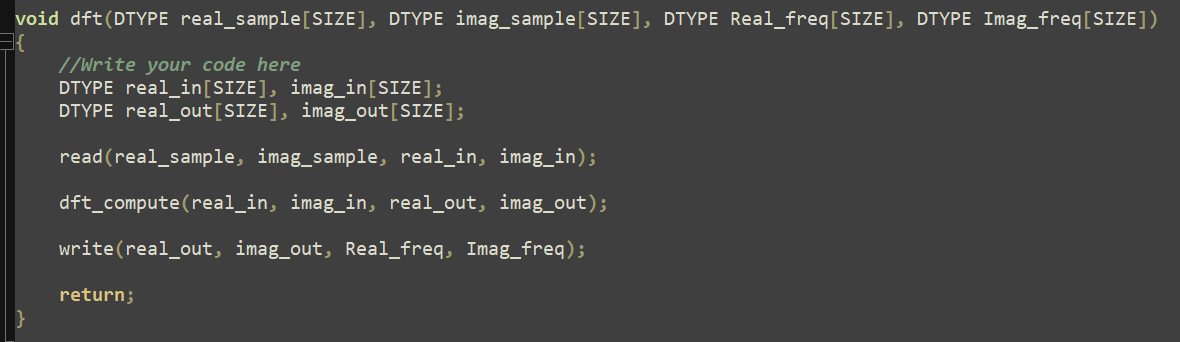 void dft(DTYPE real_sample[SIZE], DTYPE imag_sample[SIZE], DTYPE Real_freq[SIZE], DTYPE Imag_freq[SIZE])
{
    //Write your code here
    DTYPE real_in[SIZE], imag_in[SIZE];
    DTYPE real_out[SIZE], imag_out[SIZE];

    read(real_sample, imag_sample, real_in, imag_in);

    dft_compute(real_in, imag_in, real_out, imag_out);

    write(real_out, imag_out, Real_freq, Imag_freq);

    return;
}